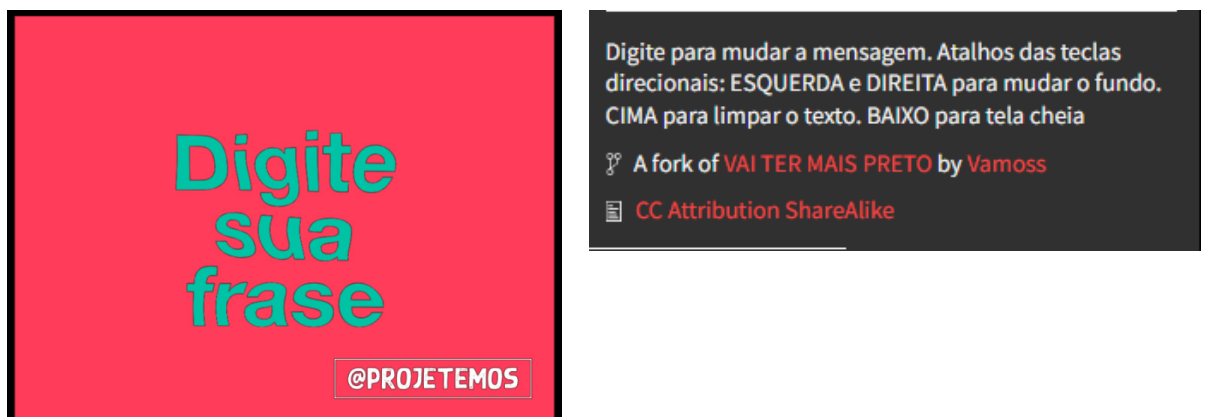 Digite
sua
frase
@PROJETEMOS
Digite para mudar a mensagem. Atalhos das teclas
direcionais: ESQUERDA e DIREITA para mudar o fundo.
CIMA para limpar o texto. BAIXO para tela cheia
A fork of VAI TER MAIS PRETO by Vamoss
CC Attribution ShareAlike